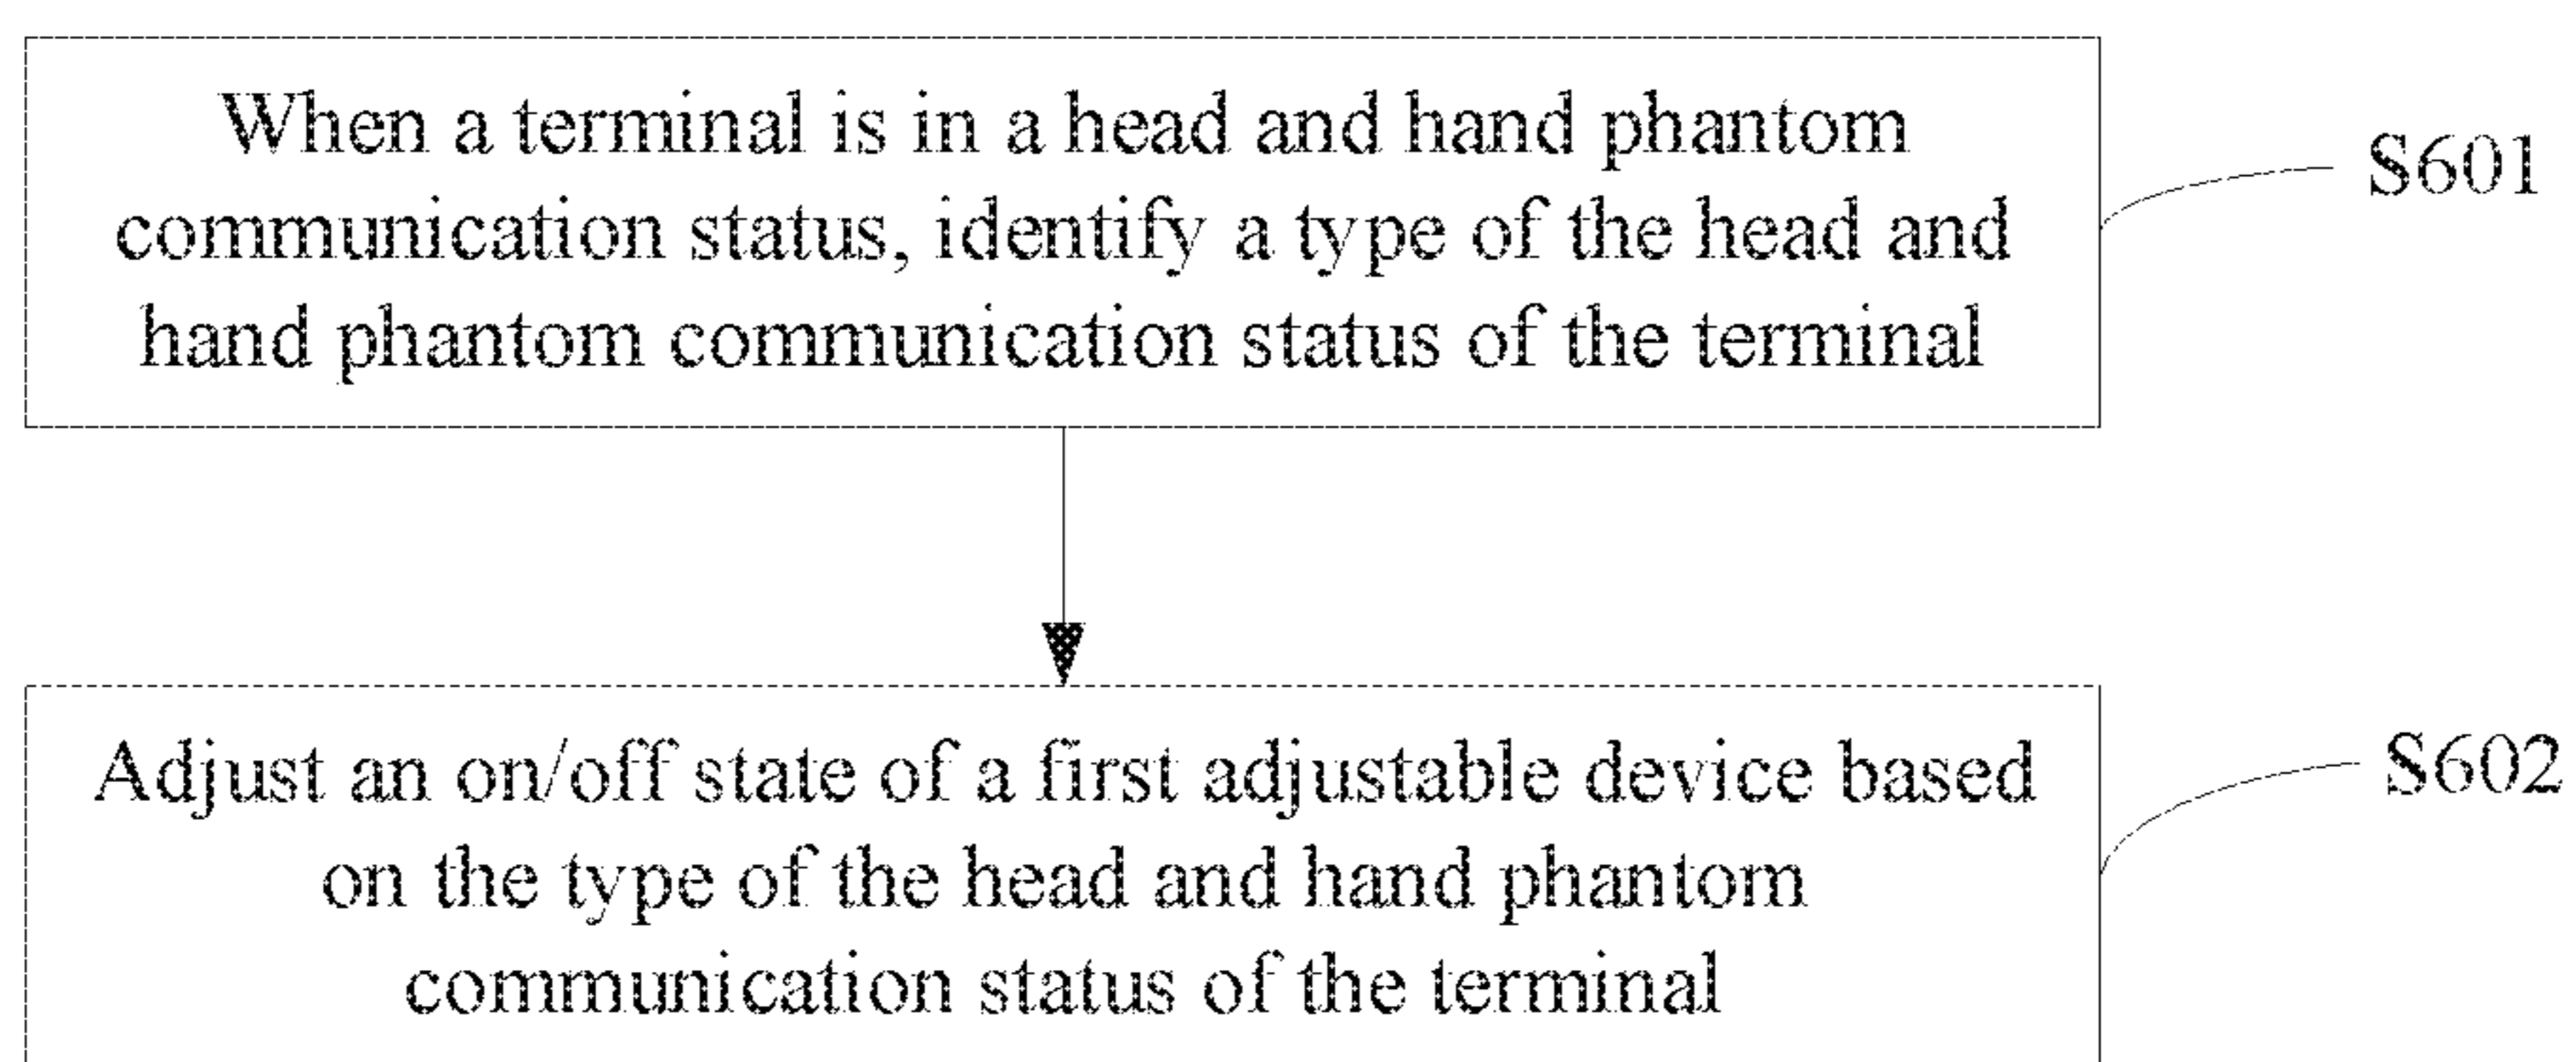 When a terminal is in a head and hand phantom
communication status, identify a type of the head and
hand phantom communication status of the terminal
S601
Adjust an on/off state of a first adjustable device based
on the type of the head and hand phantom
communication status of the terminal
S602